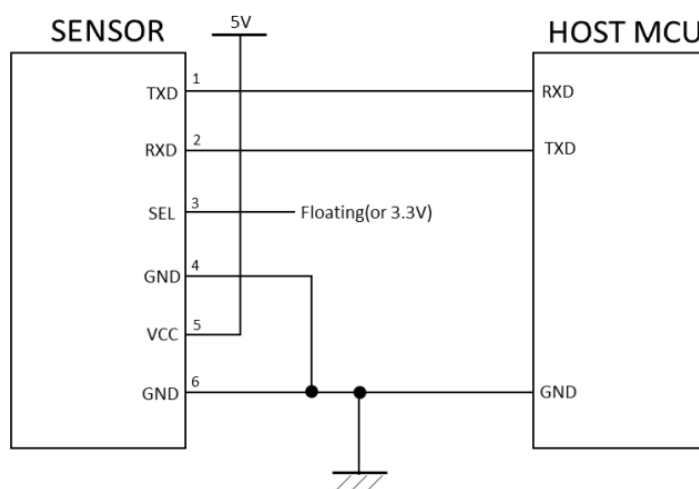 SENSOR
5V
HOST MCU
TXD
1
RXD
RXD
2
TXD
SEL
3
Floating(or 3.3V)
GND
4
VCC
5
GND
6
GND